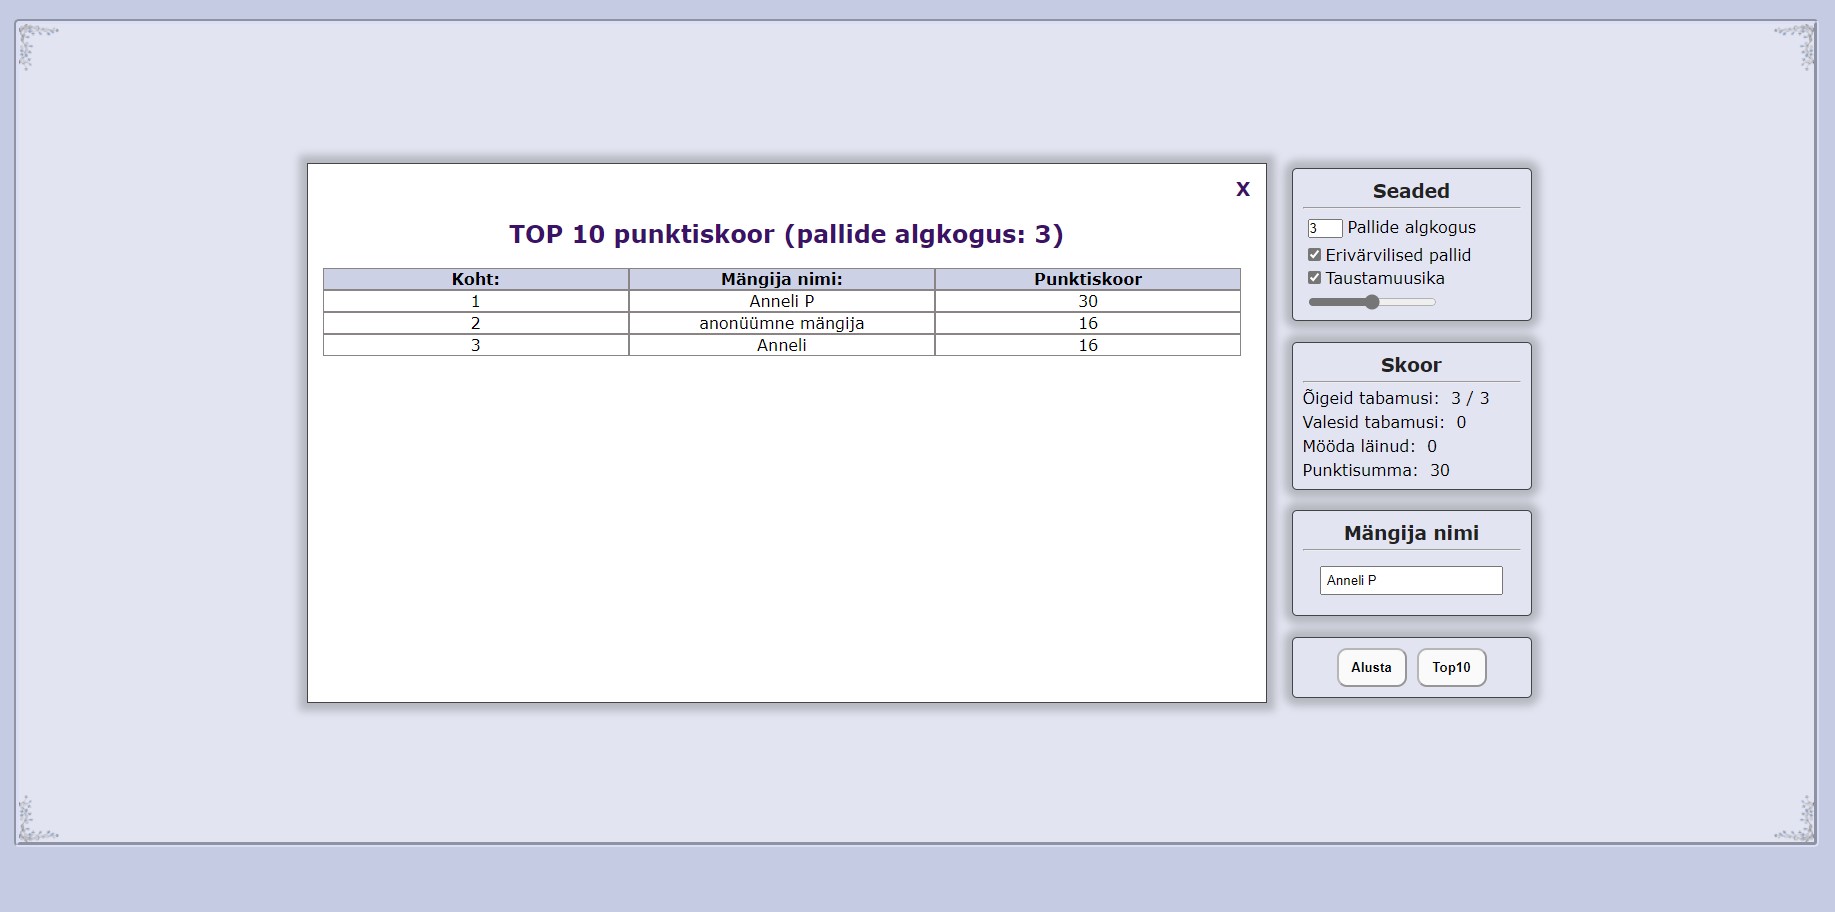 X
TOP 10 punktiskoor (pallide algkogus: 3)
Koht: Mängija nimi: Punktiskoor
1 Anneli P 30
2 anonüümne mängija 16
3 Anneli 16
Seaded
3 Pallide algkogus
Erivärvilised pallid
Taustamuusika
Skoor
Õigeid tabamusi: 3 / 3
Valesid tabamusi: 0
Mööda läinud: 0
Punktisumma: 30
Mängija nimi
Anneli P
Alusta Top10